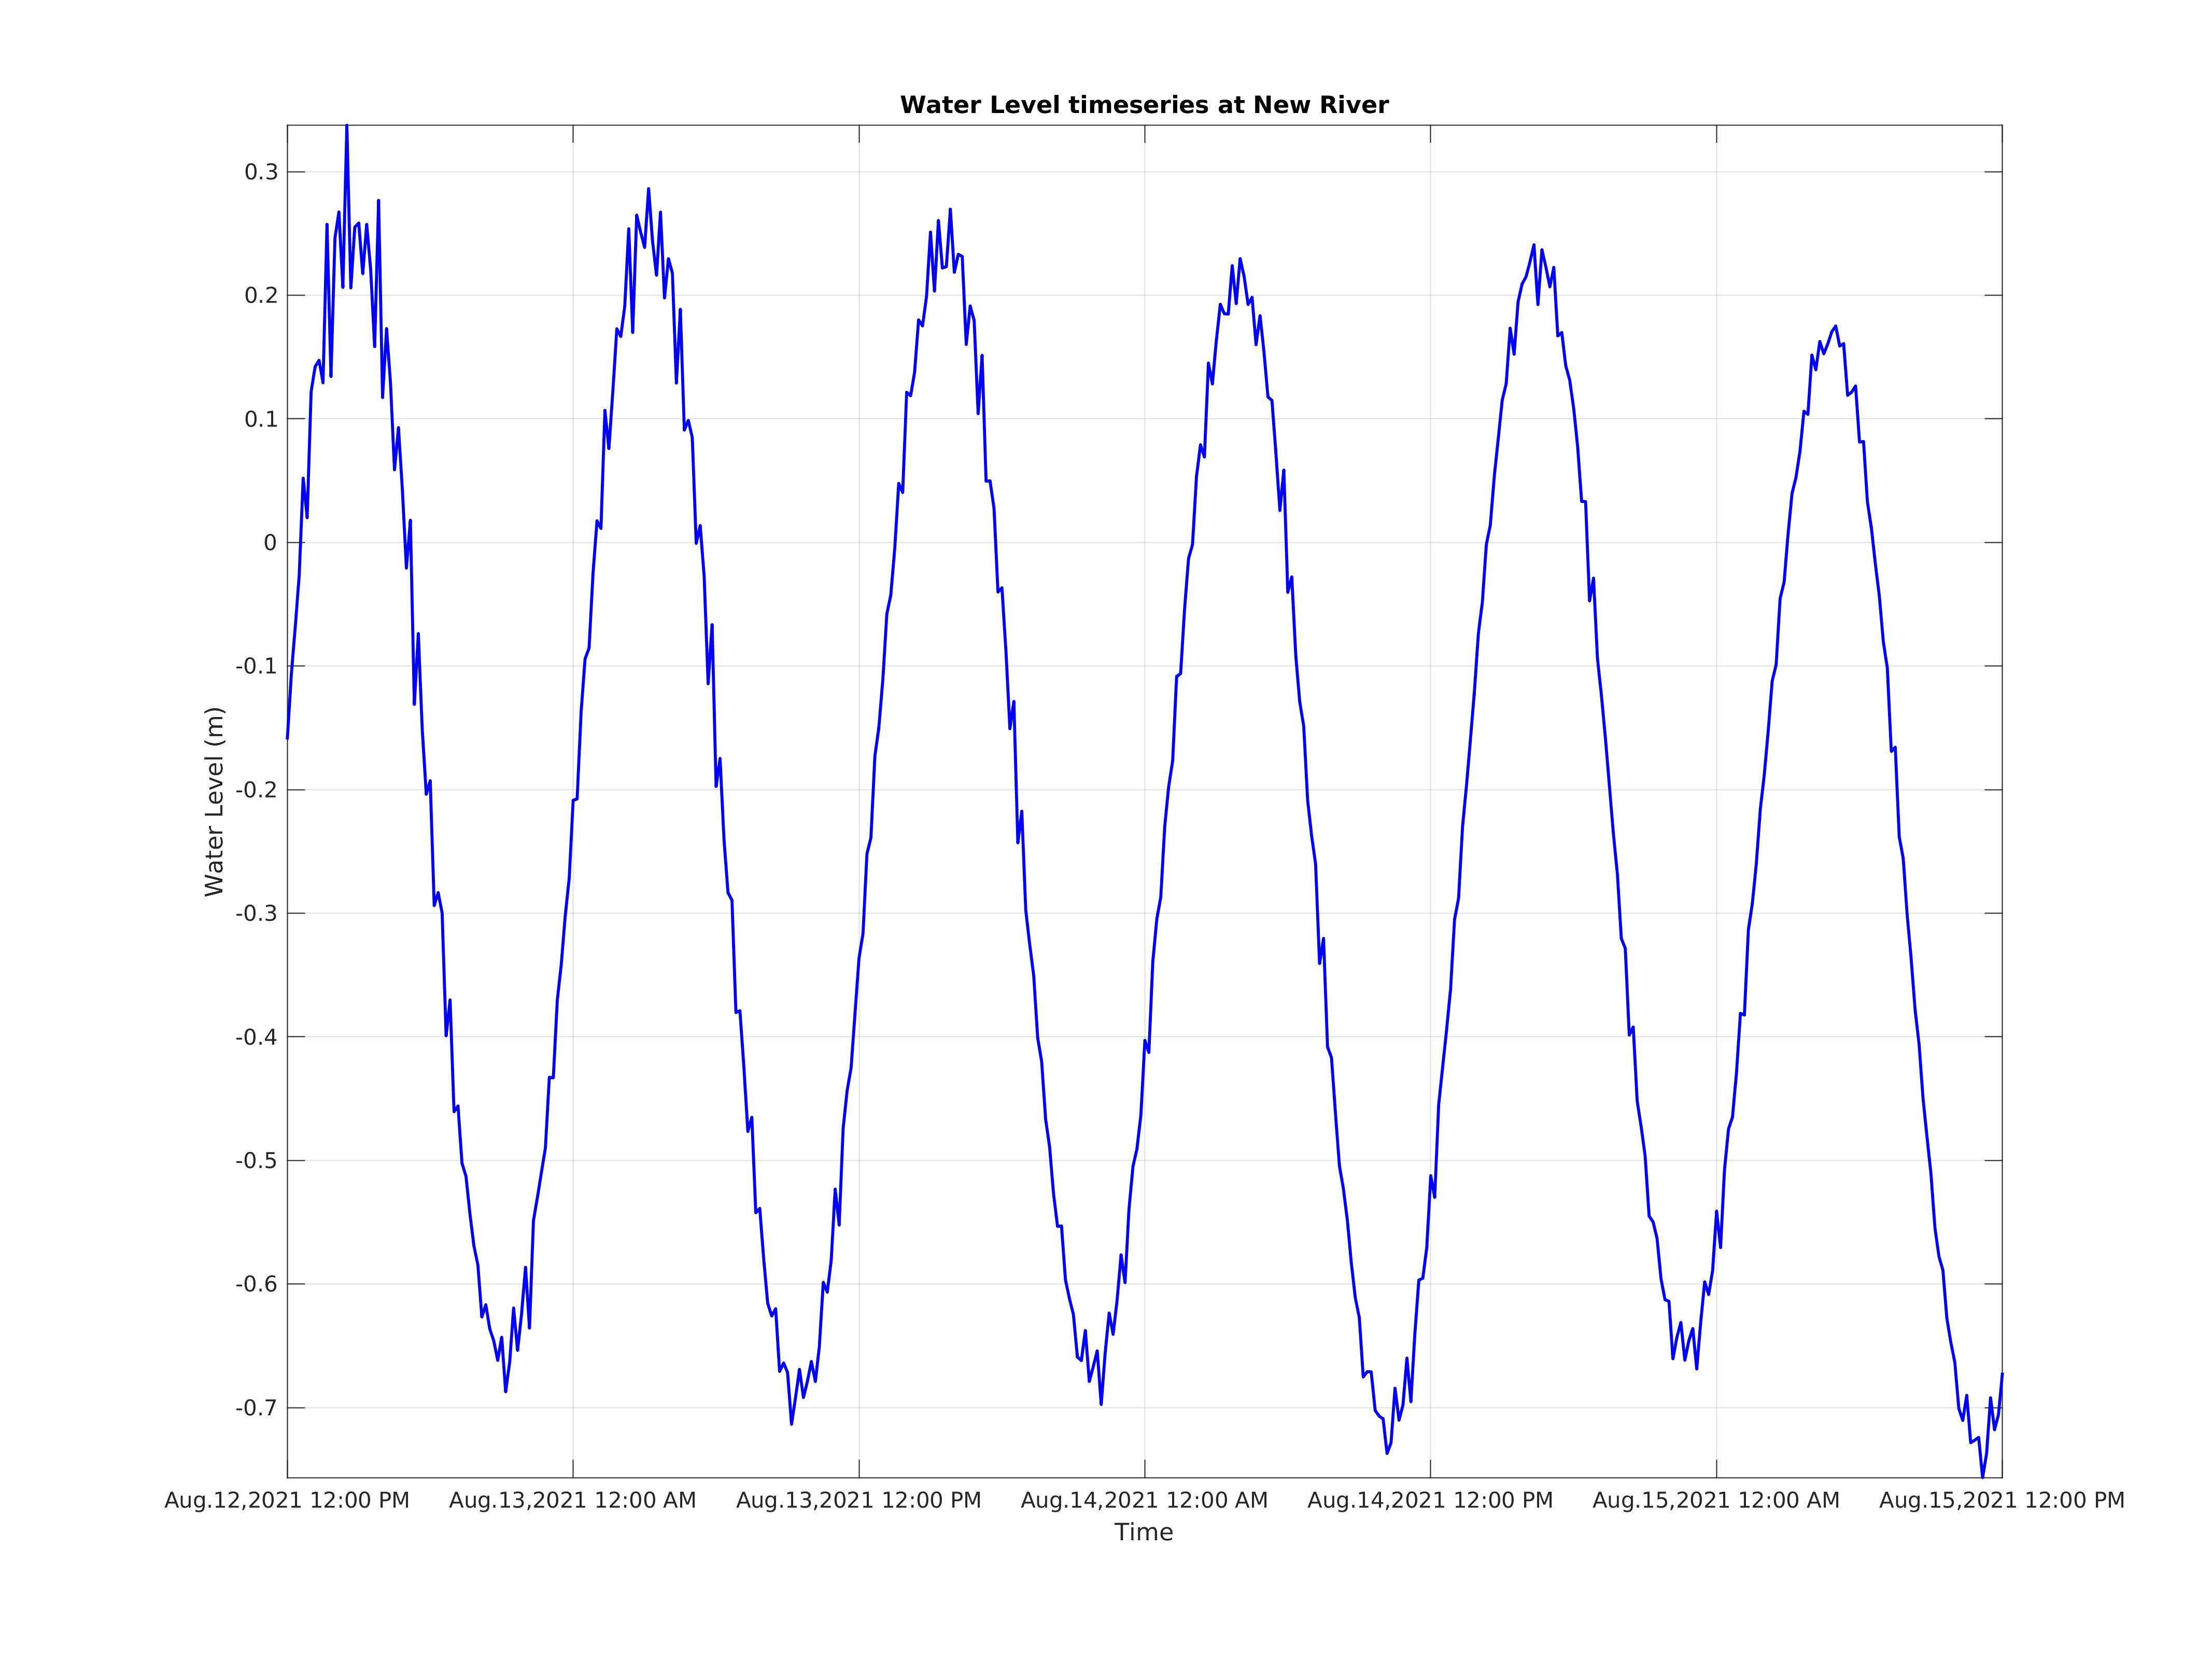 Water Level timeseries at New River
0.3
0.2
0.1
0
-0.1
-0.2
-0.3
-0.4
-0.5
-0.6
-0.7
Water Level (m)
Aug.12,2021 12:00 PM Aug.13,2021 12:00 AM Aug.13,2021 12:00 PM Aug.14,2021 12:00 AM Aug.14,2021 12:00 PM Aug.15,2021 12:00 AM Aug.15,2021 12:00 PM
Time